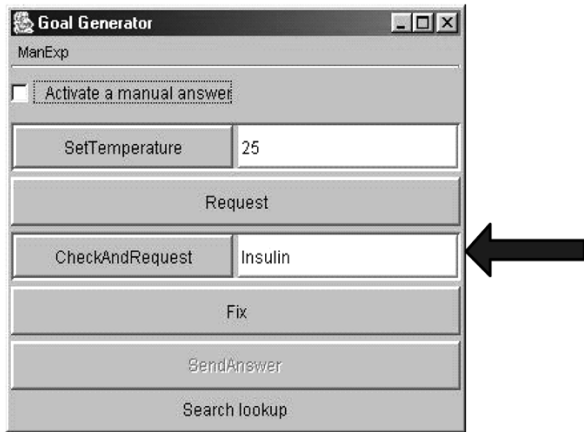 Goal Generator
ManExp
Activate a manual answer
SetTemperature 25
Request
CheckAndRequest Insulin
Fix
SendAnswer
Search lookup